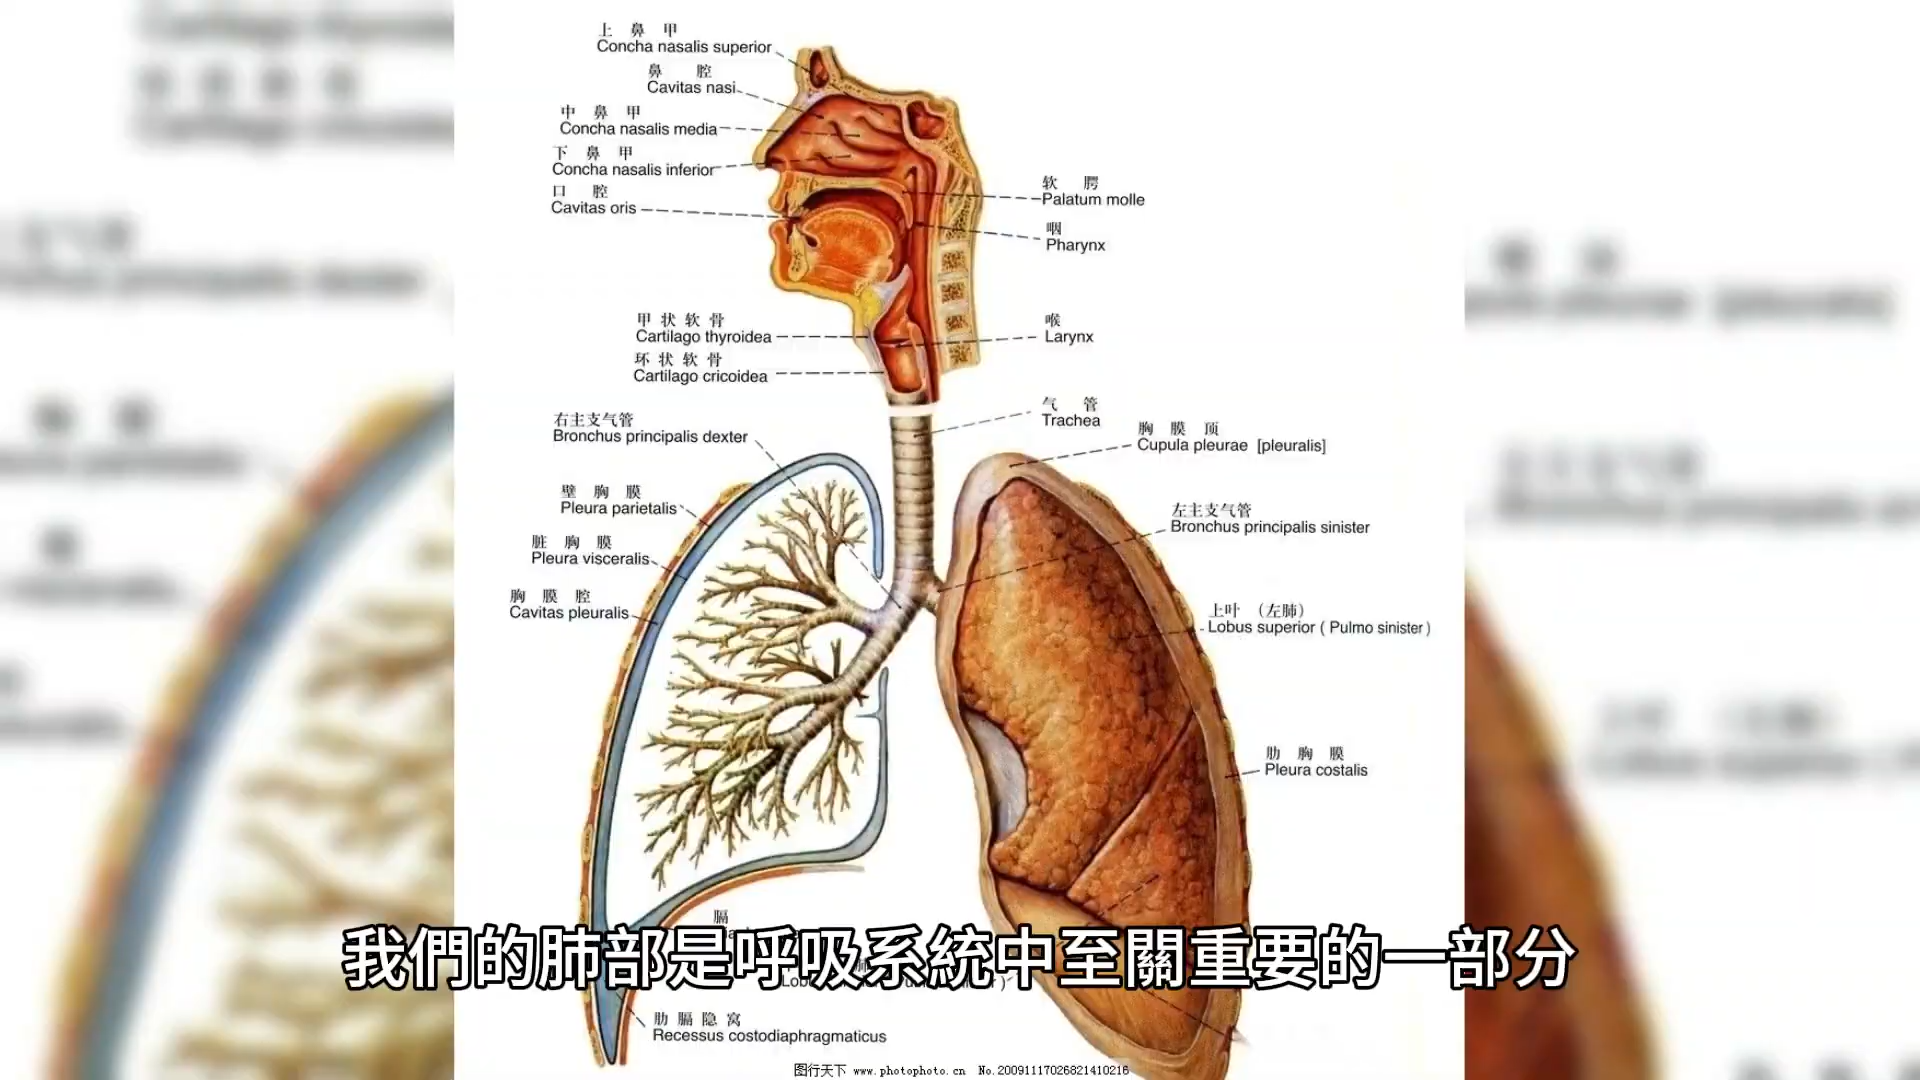 上 鼻 甲
Concha nasalis superior
鼻 腔
Cavitas nasi
中 鼻 甲
Concha nasalis media
下 鼻 甲
Concha nasalis inferior
口 腔
Cavitas oris
软 腭
Palatum molle
咽
Pharynx
甲 状 软 骨
Cartilago thyroidea
环 状 软 骨
Cartilago cricoidea
喉
Larynx
气 管
Trachea
右主支气管
Bronchus principalis dexter
胸 膜 顶
Cupula pleurae [pleuralis]
壁 胸 膜
Pleura parietalis
脏 胸 膜
Pleura visceralis
胸 膜 腔
Cavitas pleuralis
左主支气管
Bronchus principalis sinister
上叶 （左肺）
Lobus superior ( Pulmo sinister )
肋 胸 膜
Pleura costalis
膈
我們的肺部是呼吸系統中至關重要的一部分
肋 膈 隐 窝
Recessus costodiaphragmaticus
图行天下 www.photophoto.cn No.20091117026821410216